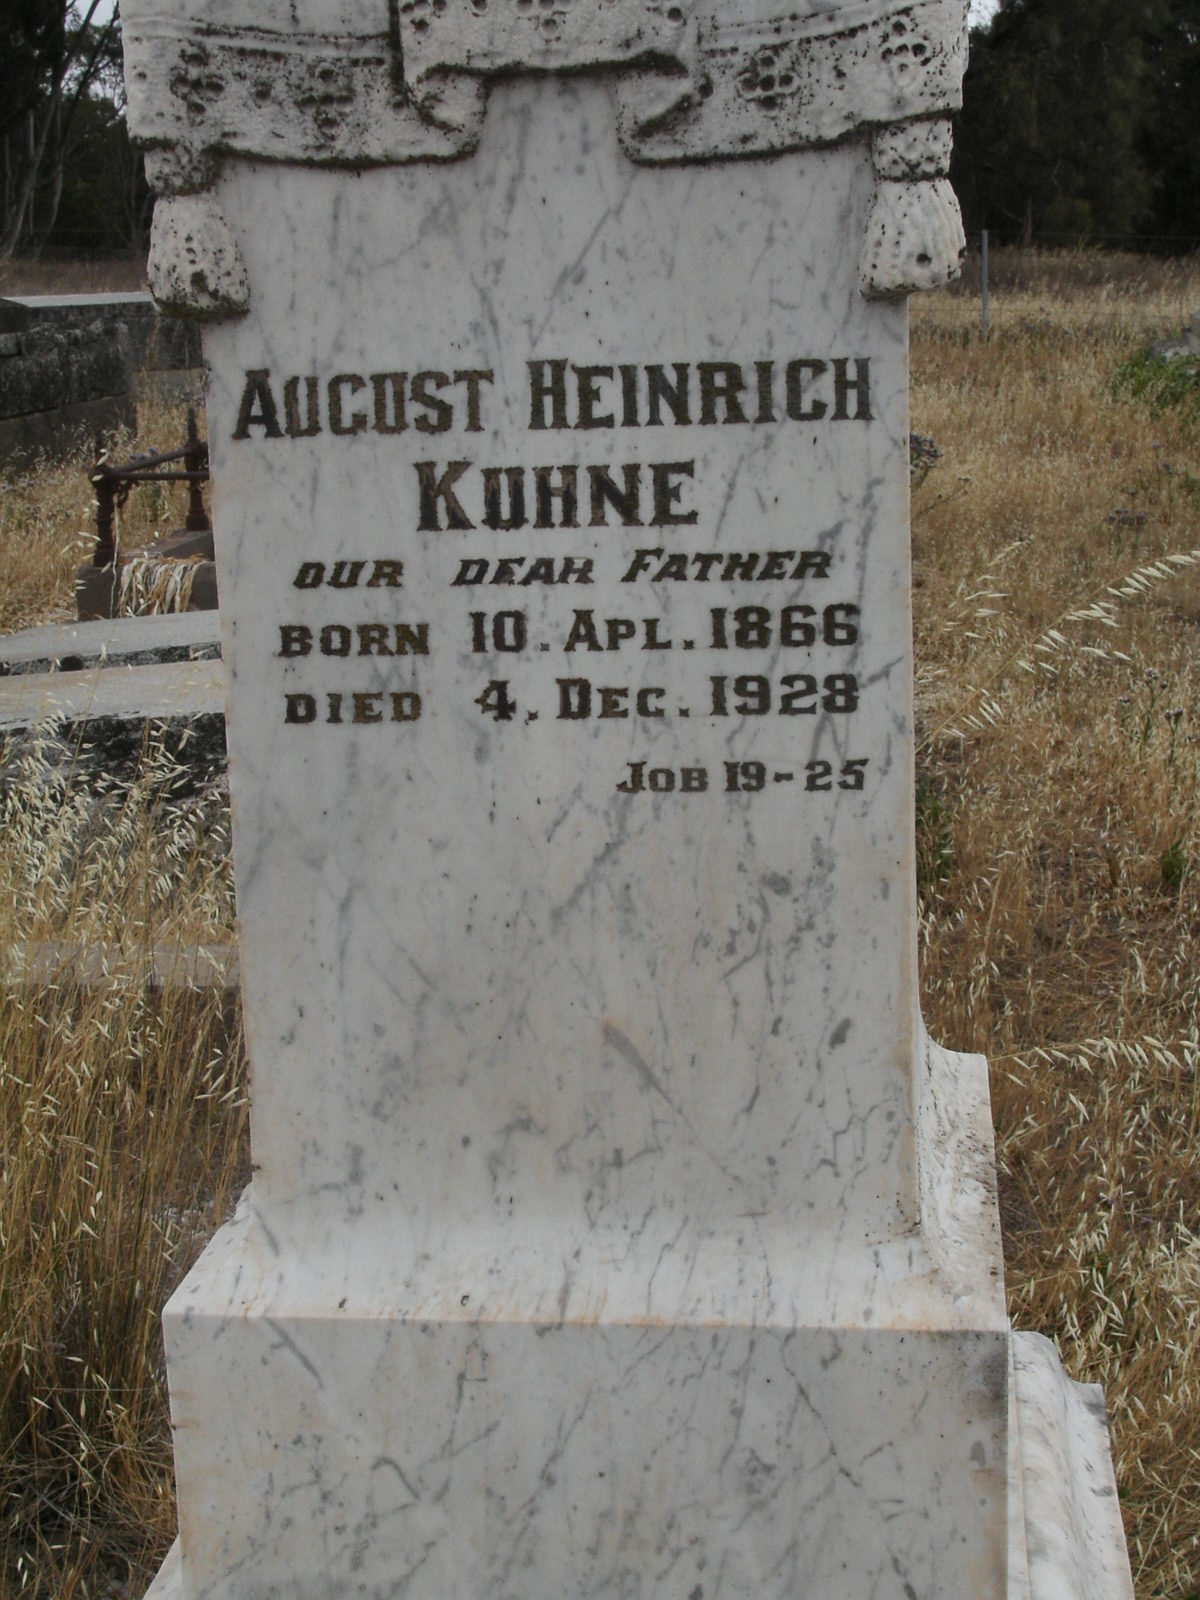 AUGUST HEINRICH
KUHNE
OUR DEAR FATHER
BORN 10. APL. 1866
DIED 4. DEC. 1928
JOB 19-25